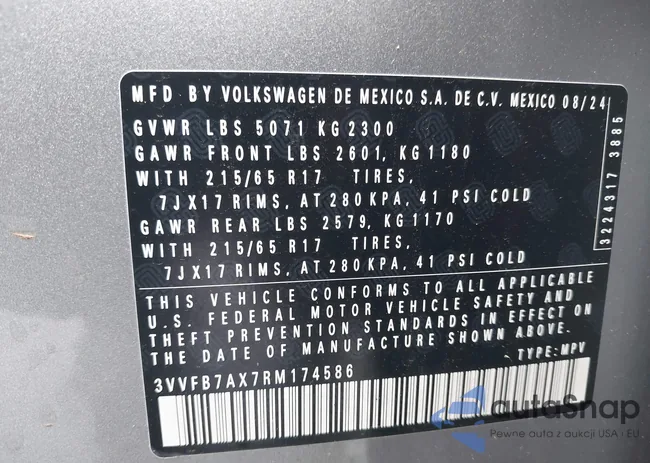 MFD BY VOLKSWAGEN DE MEXICO S.A. DE C.V. MEXICO 08/24
GVWR LBS 5071 KG 2300
GAWR FRONT LBS 2601, KG 1180
WITH 215/65 R17 TIRES,
7JX17 RIMS, AT 280 KPA, 41 PSI COLD
GAWR REAR LBS 2579, KG 1170
WITH 215/65 R17 TIRES,
7JX17 RIMS, AT 280 KPA, 41 PSI COLD
THIS VEHICLE CONFORMS TO ALL APPLICABLE
U.S. FEDERAL MOTOR VEHICLE SAFETY AND
THEFT PREVENTION STANDARDS IN EFFECT ON
THE DATE OF MANUFACTURE SHOWN ABOVE.
TYPE: MPV
3VVFB7AX7RM174586
3224317 3885
autoSnap
Pewne auta z aukcji USA i EU